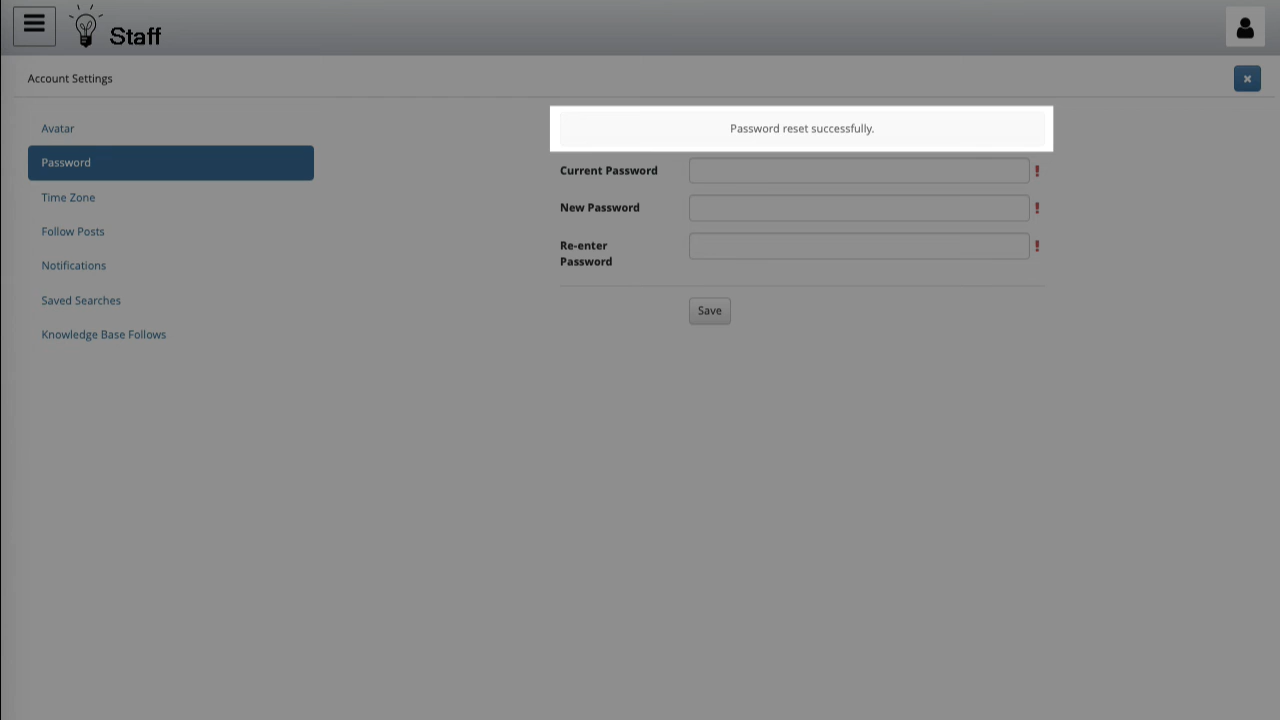 Staff
Account Settings
Avatar
Password
Time Zone
Follow Posts
Notifications
Saved Searches
Knowledge Base Follows
Password reset successfully.
Current Password
New Password
Re-enter
Password
Save